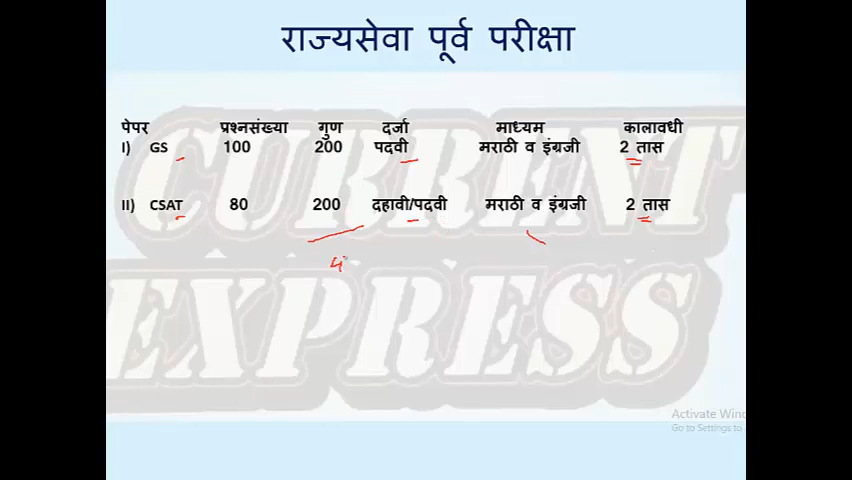 राज्यसेवा पूर्व परीक्षा
पेपर प्रश्नसंख्या गुण दर्जा माध्यम कालावधी
I) GS 100 200 पदवी मराठी व इंग्रजी 2 तास
II) CSAT 80 200 दहावी/पदवी मराठी व इंग्रजी 2 तास
CURRENT
EXPRESS
Activate Wind
Go to Settings to